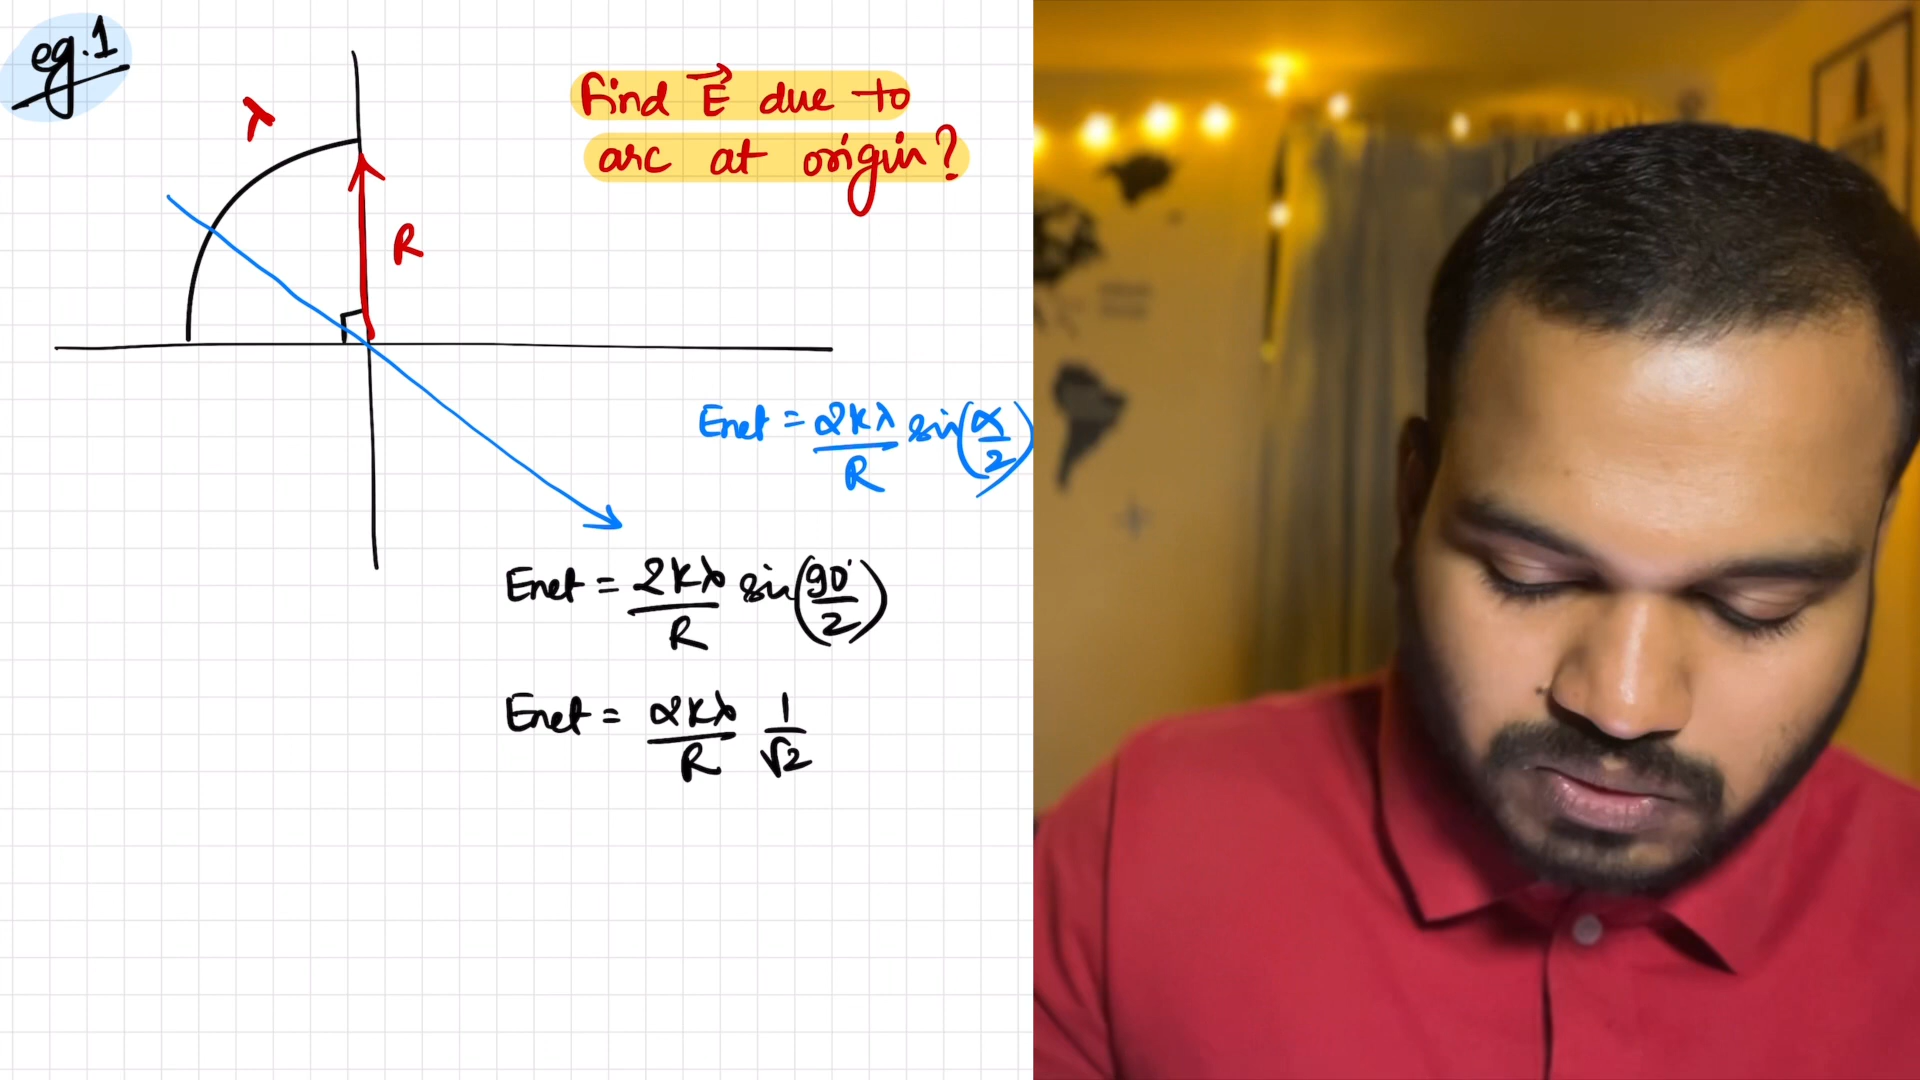 eg.1
λ
Find E⃗ due to
arc at origin?
R
Enet = 2kλ/R sin(α/2)
Enet = 2kλ/R sin(90°/2)
Enet = 2kλ/R 1/√2